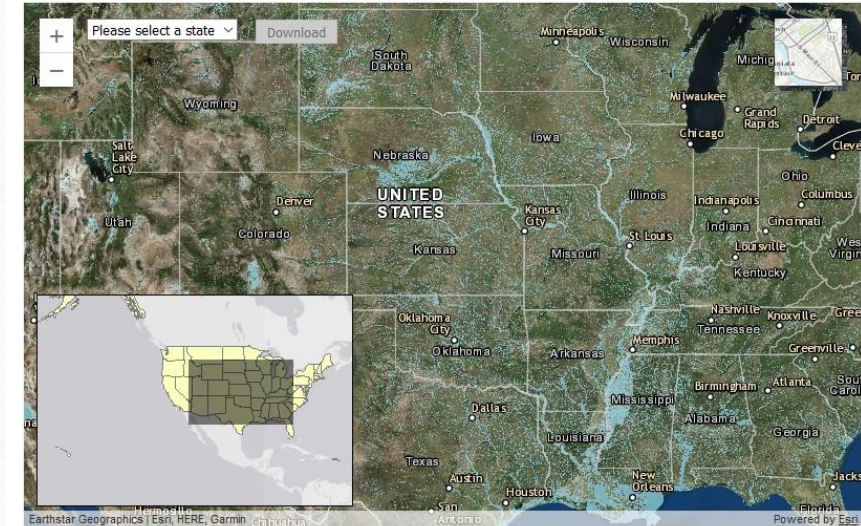 +
−
Please select a state
Download
Minneapolis
Wisconsin
South
Dakota
Wyoming
Milwaukee
Grand
Rapids
Detroit
Salt
Lake
City
Iowa
Chicago
Nebraska
Ohio
UNITED
STATES
Illinois
Indianapolis
Columbus
Denver
Utah
Colorado
Kansas
City
Indiana
Cincinnati
St Louis
Kansas
Missouri
Louisville
Kentucky
Oklahoma
City
Nashville
Knoxville
Tennessee
Oklahoma
Arkansas
Memphis
Greenville
Birmingham
Atlanta
Dallas
Mississippi
Alabama
Georgia
Louisiana
Texas
Austin
New
Orleans
Houston
San
Antonio
Hermosillo
Chihuahua
Florida
Earthstar Geographics | Esri, HERE, Garmin
Powered by Esri